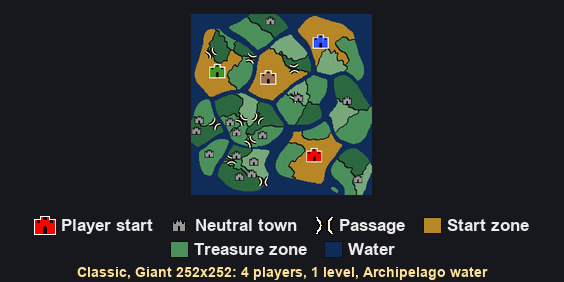 Player start Neutral town Passage Start zone
Treasure zone Water
Classic, Giant 252x252: 4 players, 1 level, Archipelago water